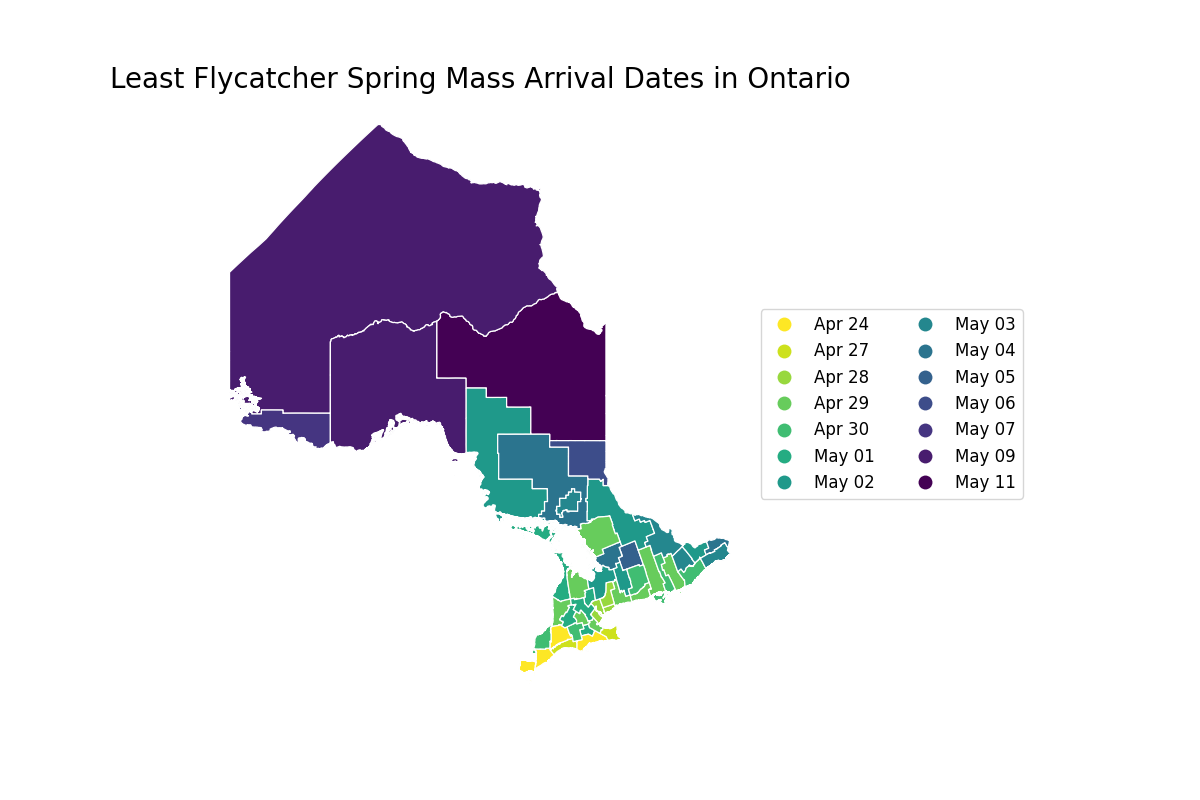 Least Flycatcher Spring Mass Arrival Dates in Ontario
Apr 24
Apr 27
Apr 28
Apr 29
Apr 30
May 01
May 02
May 03
May 04
May 05
May 06
May 07
May 09
May 11